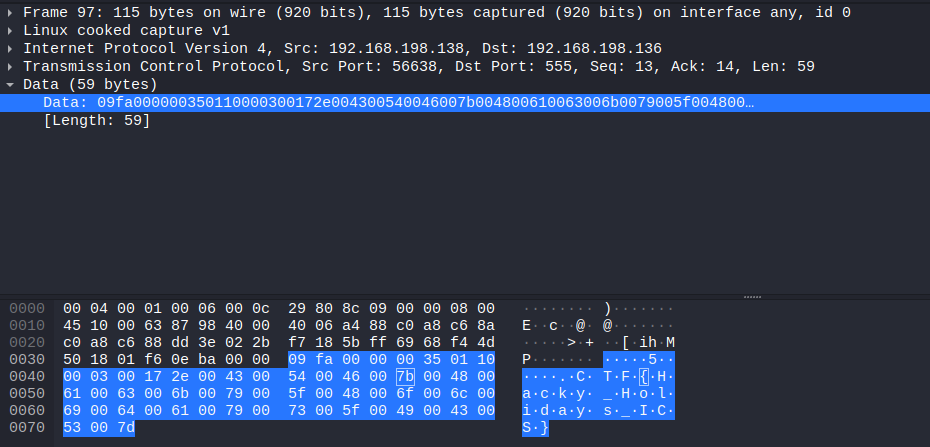 Frame 97: 115 bytes on wire (920 bits), 115 bytes captured (920 bits) on interface any, id 0
Linux cooked capture v1
Internet Protocol Version 4, Src: 192.168.198.138, Dst: 192.168.198.136
Transmission Control Protocol, Src Port: 56638, Dst Port: 555, Seq: 13, Ack: 14, Len: 59
Data (59 bytes)
Data: 09fa000000350110000300172e004300540046007b004800610063006b0079005f004800…
[Length: 59]
0000 00 04 00 01 00 06 00 0c 29 80 8c 09 00 00 08 00 ········ )·······
0010 45 10 00 63 87 98 40 00 40 06 a4 88 c0 a8 c6 8a E··c··@· @·······
0020 c0 a8 c6 88 dd 3e 02 2b f7 18 5b ff 69 68 f4 4d ·····>·+ ··[·ih·M
0030 50 18 01 f6 0e ba 00 00 09 fa 00 00 00 35 01 10 P······· ·····5··
0040 00 03 00 17 2e 00 43 00 54 00 46 00 7b 00 48 00 ····.·C· T·F·{·H·
0050 61 00 63 00 6b 00 79 00 5f 00 48 00 6f 00 6c 00 a·c·k·y· _·H·o·l·
0060 69 00 64 00 61 00 79 00 73 00 5f 00 49 00 43 00 i·d·a·y· s·_·I·C·
0070 53 00 7d S·}